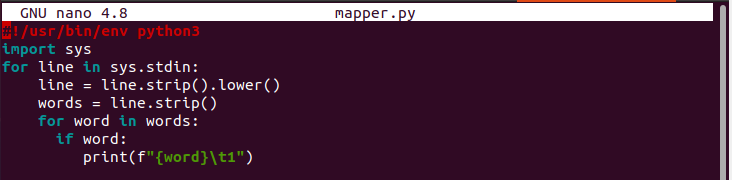 GNU nano 4.8 mapper.py
#!/usr/bin/env python3
import sys
for line in sys.stdin:
    line = line.strip().lower()
    words = line.strip()
    for word in words:
      if word:
         print(f"{word}\t1")